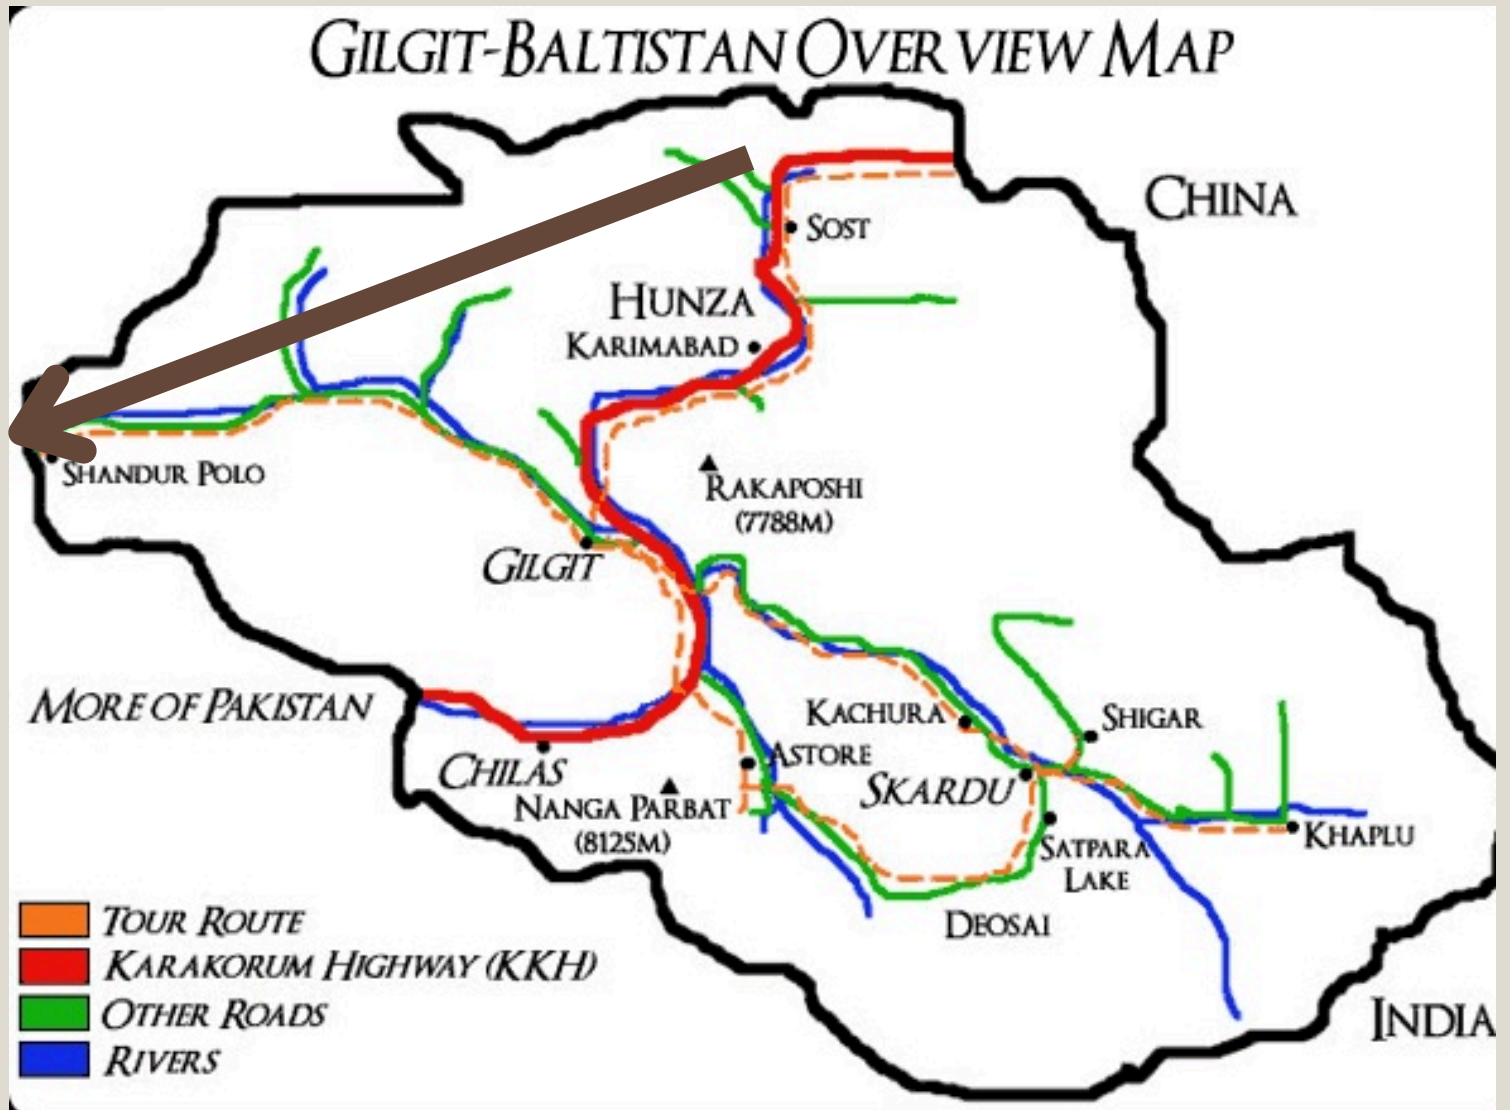 GILGIT-BALTISTAN OVERVIEW MAP
CHINA
SOST
HUNZA
KARIMABAD
SHANDUR POLO
RAKAPOSHI
(7788M)
GILGIT
MORE OF PAKISTAN
KACHURA
SHIGAR
ASTORE
CHILAS
SKARDU
NANGA PARBAT
(8125M)
KHAPLU
SATPARA
LAKE
DEOSAI
TOUR ROUTE
KARAKORUM HIGHWAY (KKH)
OTHER ROADS
RIVERS
INDIA